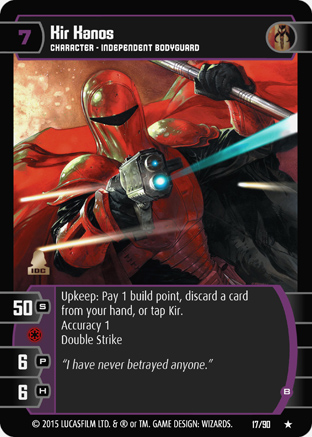 7
Kir Kanos
CHARACTER - INDEPENDENT BODYGUARD
IDC
50 S
6 P
6 H
Upkeep: Pay 1 build point, discard a card
from your hand, or tap Kir.
Accuracy 1
Double Strike
“I have never betrayed anyone.”
B
© 2015 LUCASFILM LTD. & ® or TM. GAME DESIGN: WIZARDS.
17/90